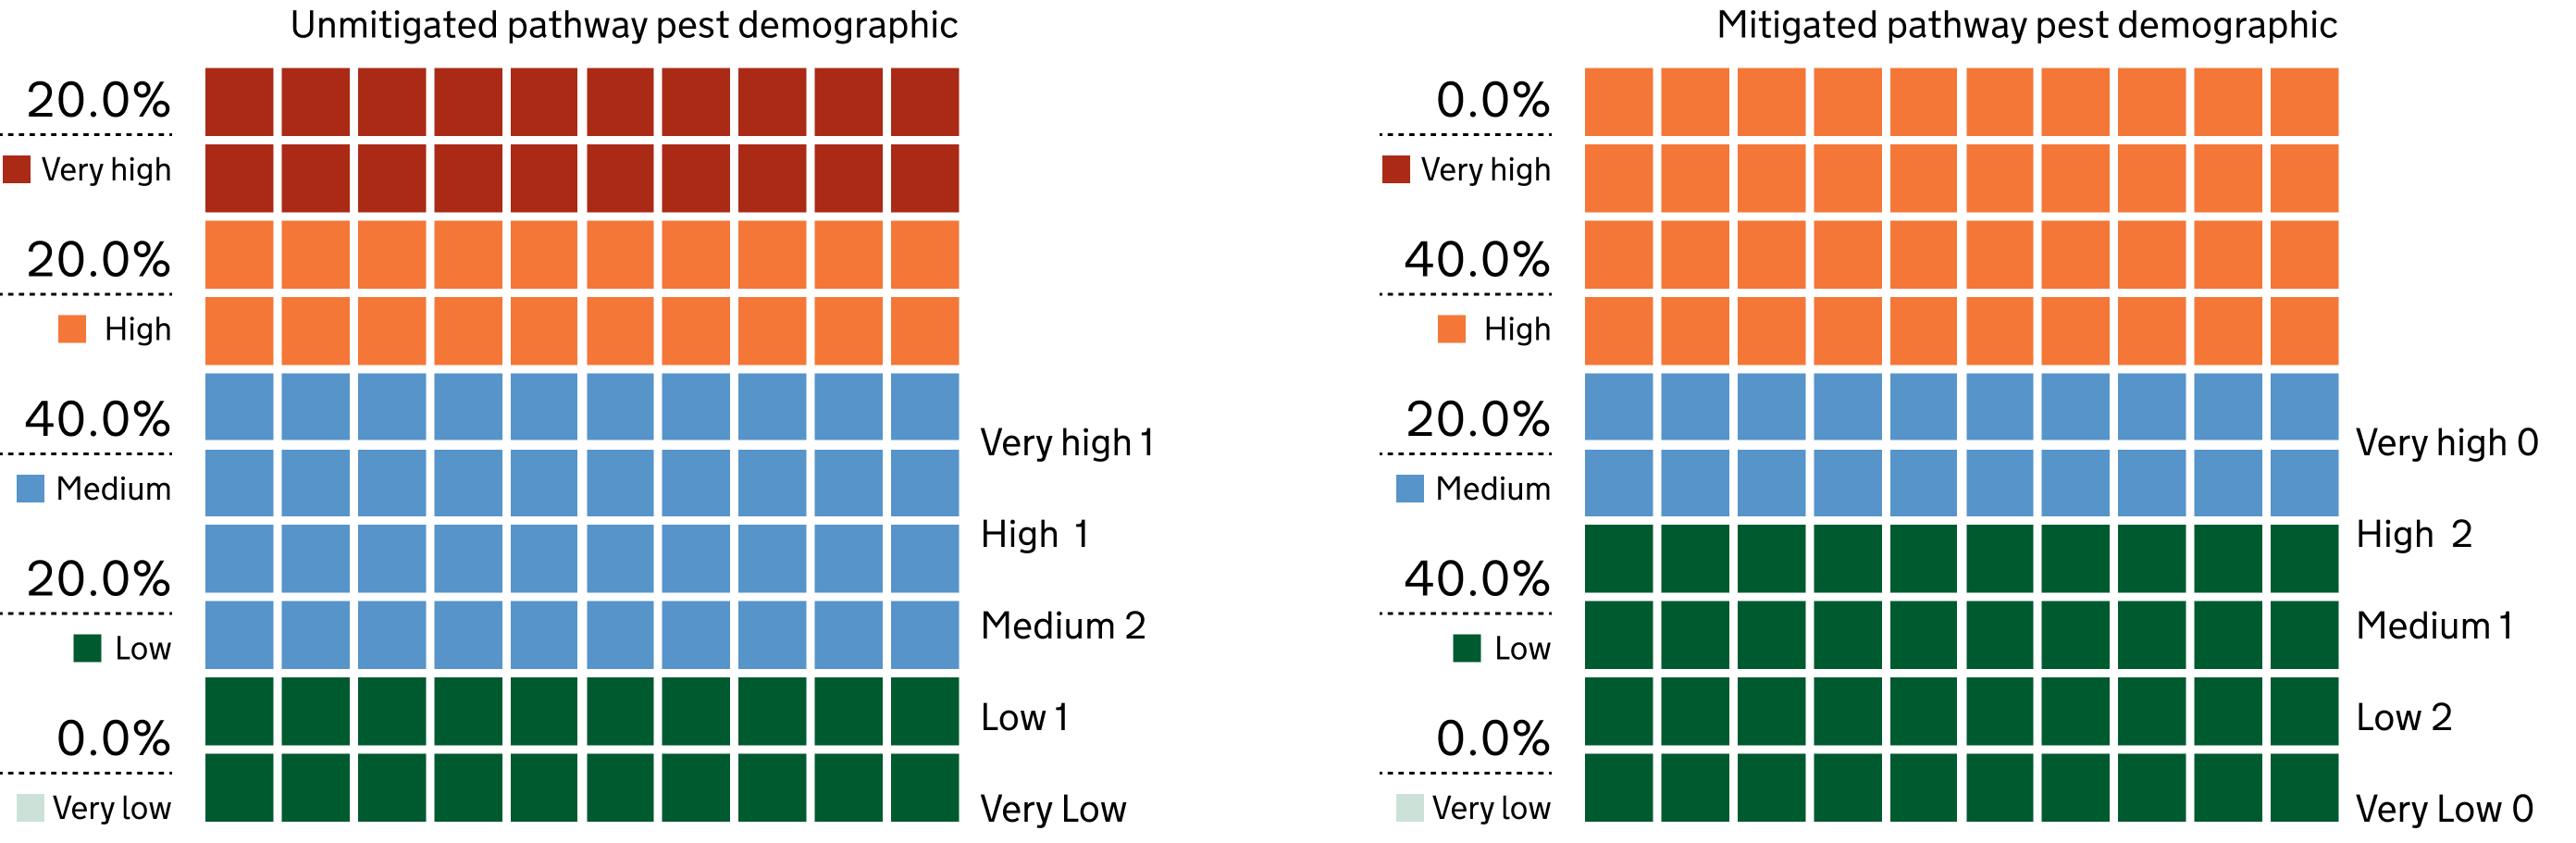 Unmitigated pathway pest demographic
20.0%
Very high
20.0%
High
40.0%
Medium
20.0%
Low
0.0%
Very low
Very high 1
High 1
Medium 2
Low 1
Very Low
Mitigated pathway pest demographic
0.0%
Very high
40.0%
High
20.0%
Medium
40.0%
Low
0.0%
Very low
Very high 0
High 2
Medium 1
Low 2
Very Low 0